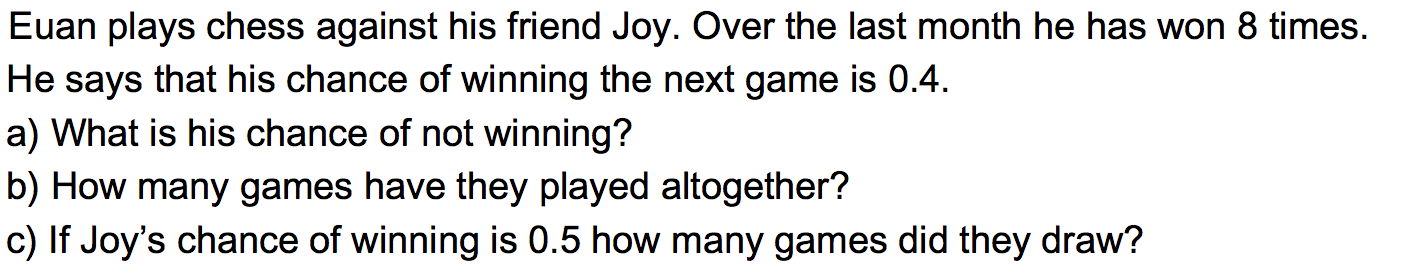 Euan plays chess against his friend Joy. Over the last month he has won 8 times.
He says that his chance of winning the next game is 0.4.
a) What is his chance of not winning?
b) How many games have they played altogether?
c) If Joy’s chance of winning is 0.5 how many games did they draw?